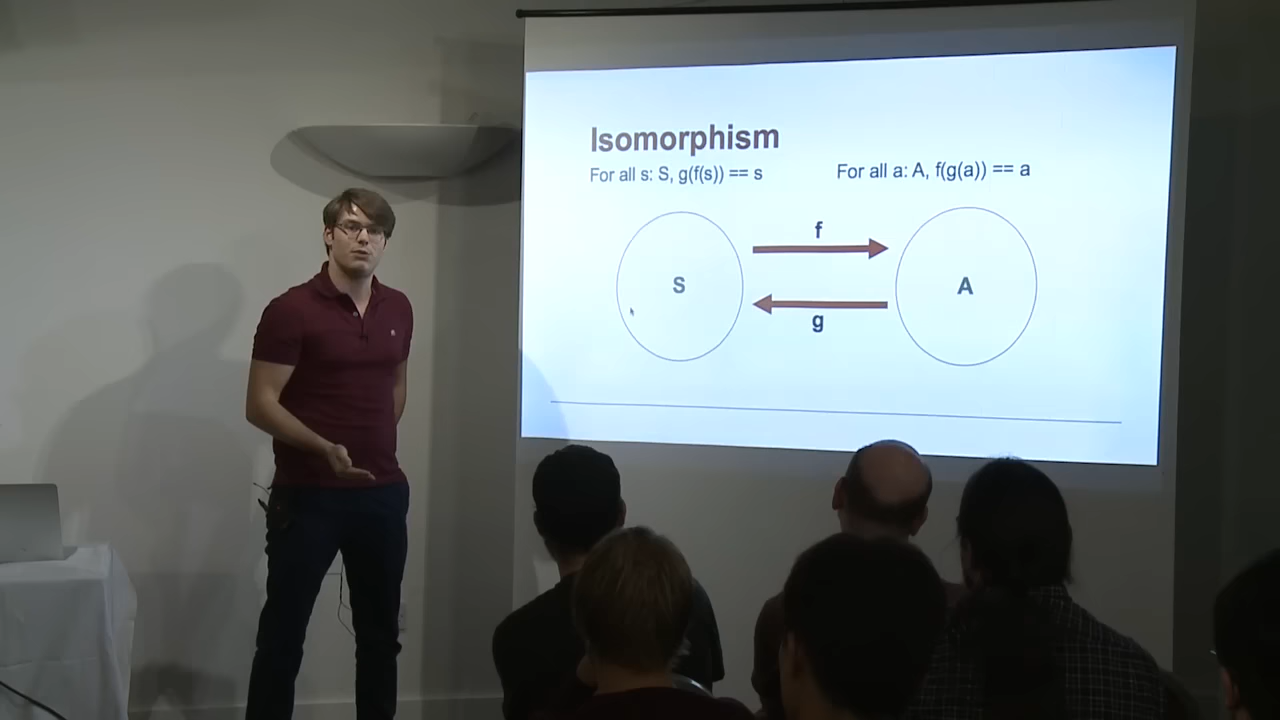 Isomorphism
For all s: S, g(f(s)) == s
For all a: A, f(g(a)) == a
f
S
A
g